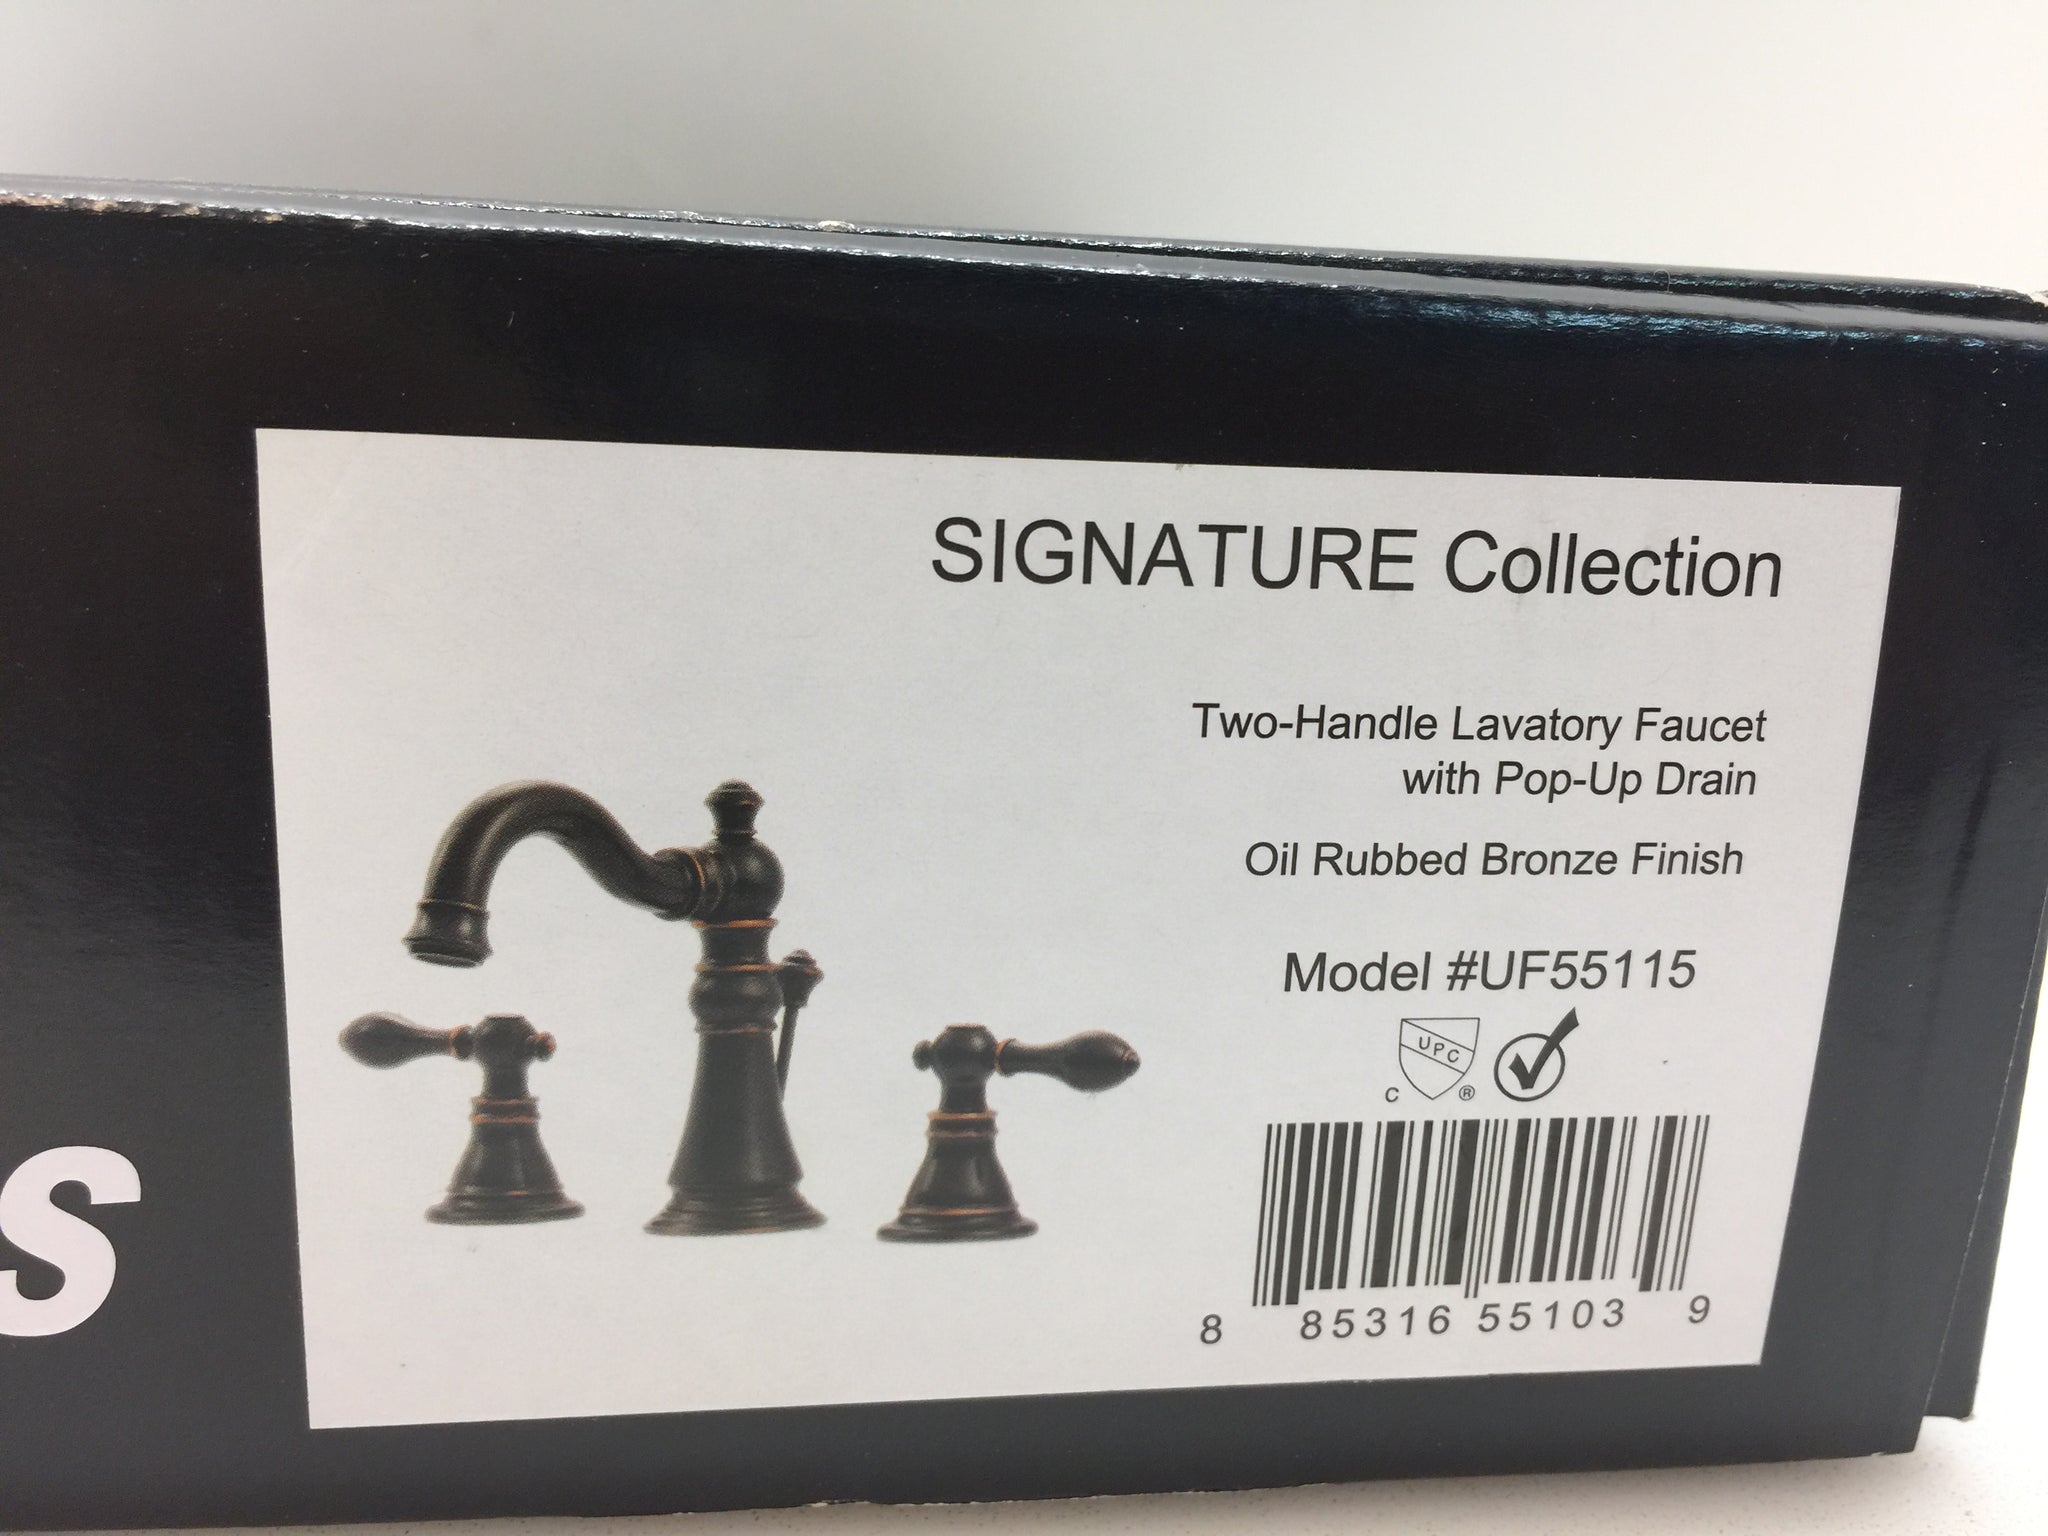 SIGNATURE Collection
Two-Handle Lavatory Faucet
with Pop-Up Drain
Oil Rubbed Bronze Finish
Model #UF55115
UPC
C ®
8 85316 55103 9
S